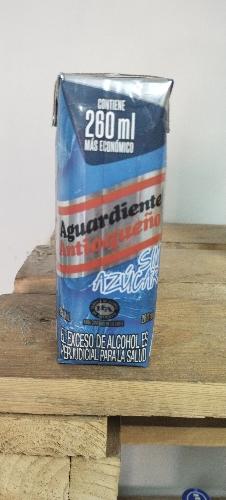 CONTIENE
260 ml
MÁS ECONÓMICO
Aguardiente
Antioqueño
SIN
AZÚCAR
EL EXCESO DE ALCOHOL ES
PERJUDICIAL PARA LA SALUD